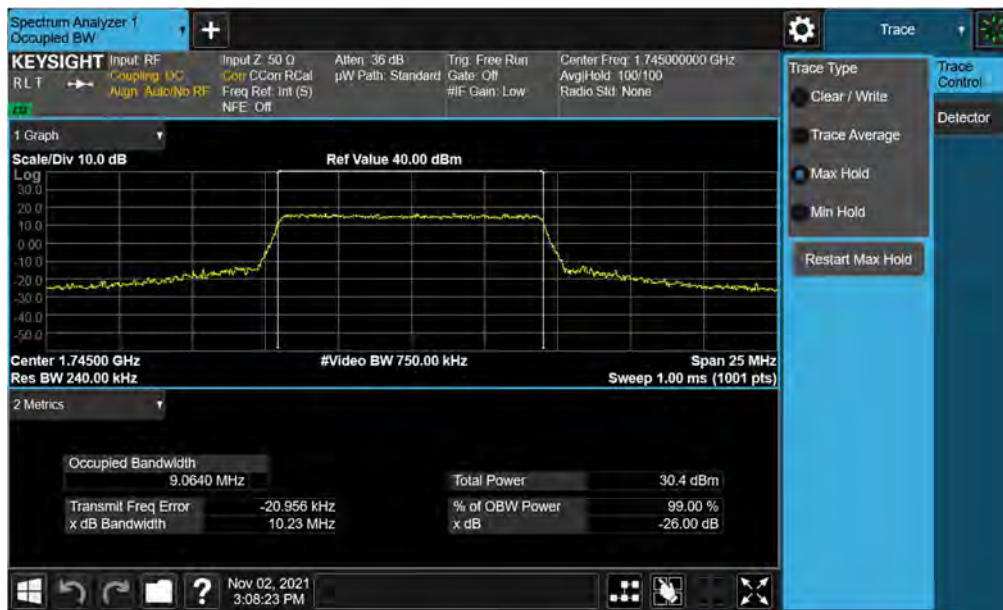 Spectrum Analyzer 1
Occupied BW
+
Trace
KEYSIGHT
RLT
Input: RF
Coupling: DC
Align: Auto/No RF
Input Z: 50 Ω
Corr CCorr RCal
Freq Ref: Int (S)
NFE: Off
Atten: 36 dB
µW Path: Standard
Trig: Free Run
Gate: Off
#IF Gain: Low
Center Freq: 1.745000000 GHz
Avg|Hold: 100/100
Radio Std: None
1 Graph
Scale/Div 10.0 dB
Ref Value 40.00 dBm
Log
30.0
20.0
10.0
0.00
-10.0
-20.0
-30.0
-40.0
-50.0
Center 1.74500 GHz
#Video BW 750.00 kHz
Span 25 MHz
Res BW 240.00 kHz
Sweep 1.00 ms (1001 pts)
2 Metrics
Occupied Bandwidth
9.0640 MHz
Total Power
30.4 dBm
Transmit Freq Error
-20.956 kHz
% of OBW Power
99.00 %
x dB Bandwidth
10.23 MHz
x dB
-26.00 dB
Trace Type
Clear / Write
Trace Average
Max Hold
Min Hold
Restart Max Hold
Trace
Control
Detector
?
Nov 02, 2021
3:08:23 PM